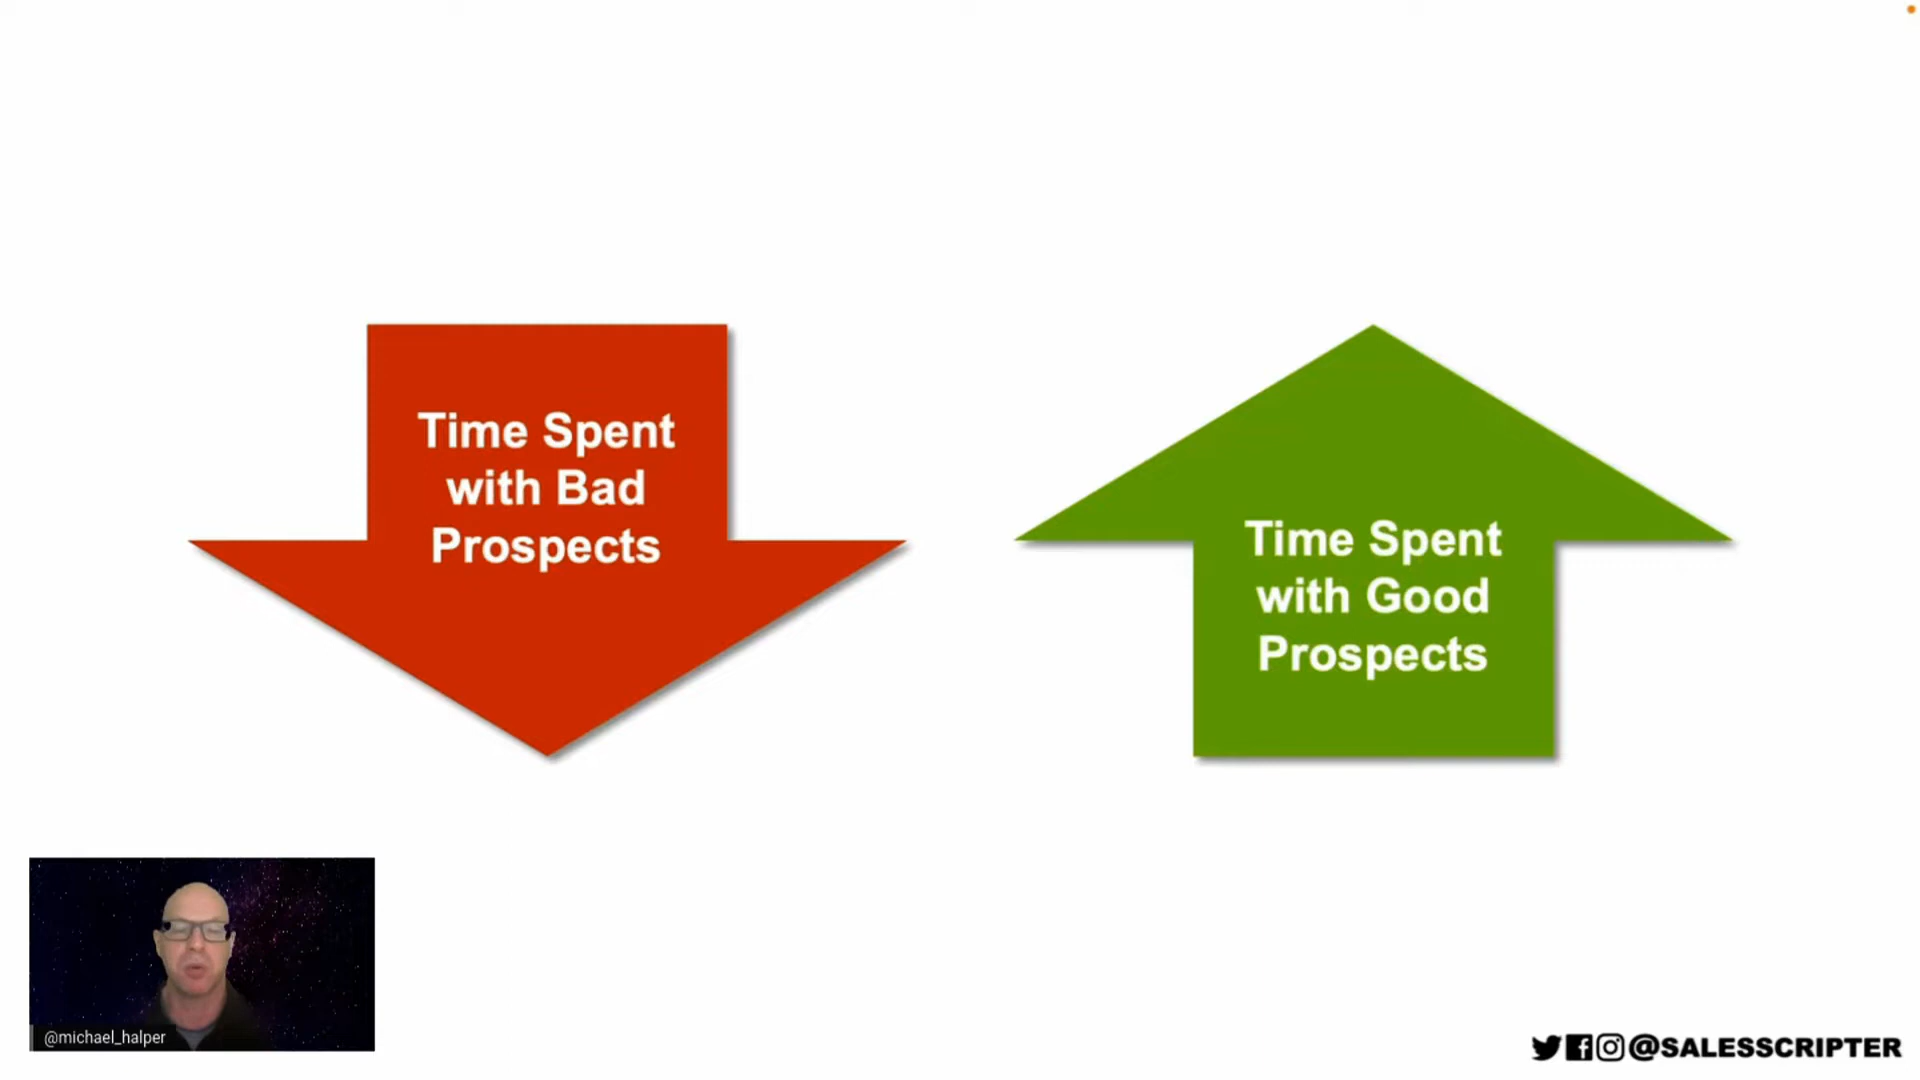 Time Spent
with Bad
Prospects
Time Spent
with Good
Prospects
@michael_halper
@SALESSCRIPTER